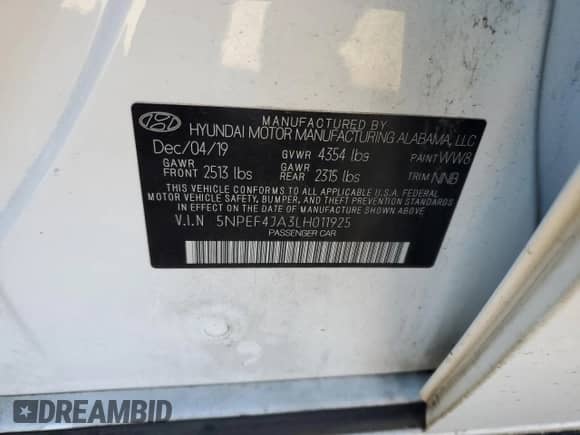 MANUFACTURED BY
HYUNDAI MOTOR MANUFACTURING ALABAMA, LLC
Dec/04/19 GVWR 4354 lbs PAINT WW8
GAWR FRONT 2513 lbs GAWR REAR 2315 lbs TRIM NNB
THIS VEHICLE CONFORMS TO ALL APPLICABLE U.S.A. FEDERAL
MOTOR VEHICLE SAFETY, BUMPER, AND THEFT PREVENTION STANDARDS
IN EFFECT ON THE DATE OF MANUFACTURE SHOWN ABOVE.
V.I.N 5NPEF4JA3LH011925
PASSENGER CAR
DREAMBID